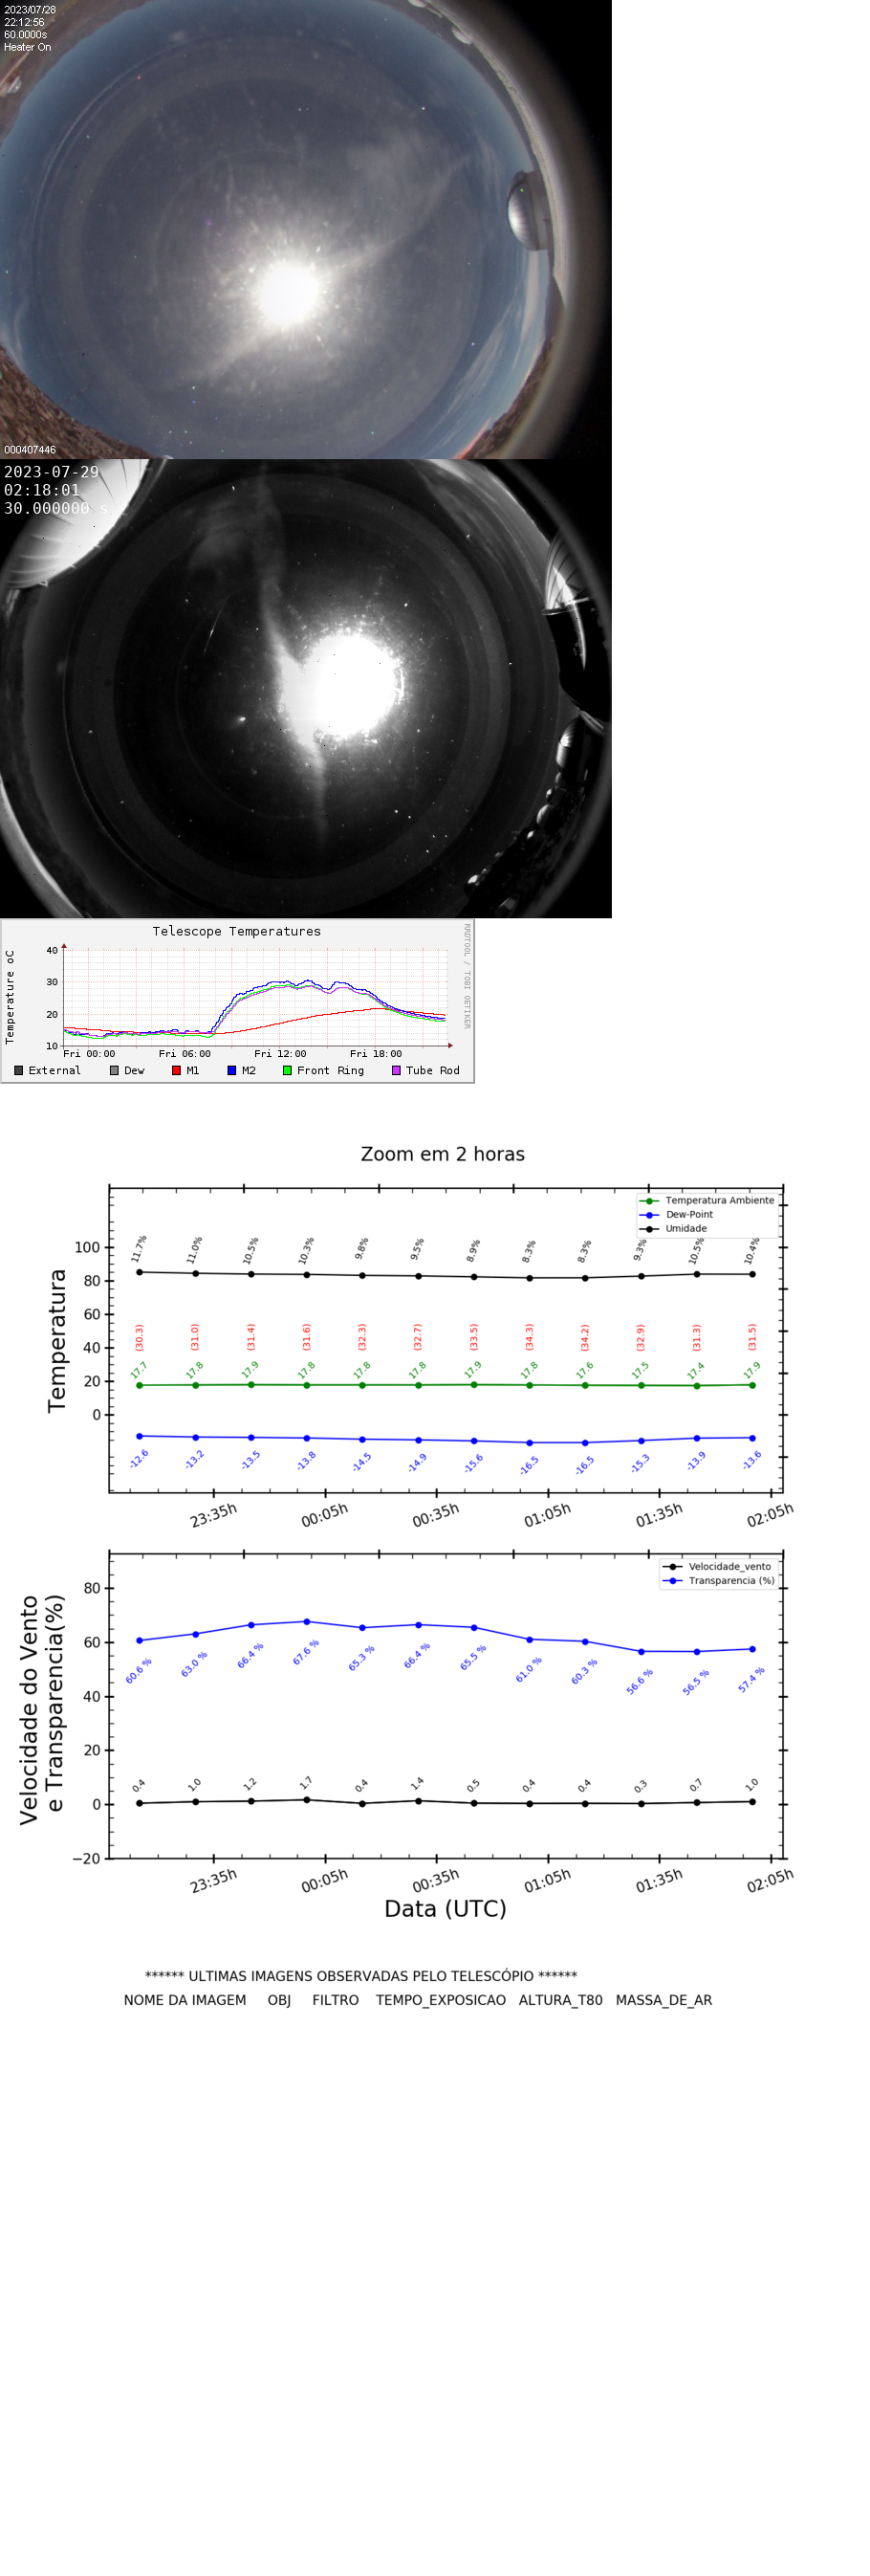 2023/07/28
22:12:56
60.0000s
Heater On
000407446
2023-07-29
02:18:01
30.000000 s
Telescope Temperatures
RRDTOOL / TOBI OETIKER
Temperature oC
40
30
20
10
Fri 00:00 Fri 06:00 Fri 12:00 Fri 18:00
External Dew M1 M2 Front Ring Tube Rod
Zoom em 2 horas
Temperatura Ambiente
Dew-Point
Umidade
Temperatura
100
80
60
40
20
0
11.7% 11.0% 10.5% 10.3% 9.8% 9.5% 8.9% 8.3% 8.3% 9.3% 10.5% 10.4%
(30.3) (31.0) (31.4) (31.6) (32.3) (32.7) (33.5) (34.3) (34.2) (32.9) (31.3) (31.5)
17.7 17.8 17.9 17.8 17.8 17.8 17.9 17.8 17.6 17.5 17.4 17.9
-12.6 -13.2 -13.5 -13.8 -14.5 -14.9 -15.6 -16.5 -16.5 -15.3 -13.9 -13.6
23:35h 00:05h 00:35h 01:05h 01:35h 02:05h
Velocidade_vento
Transparencia (%)
Velocidade do Vento
e Transparencia(%)
80
60
40
20
0
−20
60.6 % 63.0 % 66.4 % 67.6 % 65.3 % 66.4 % 65.5 % 61.0 % 60.3 % 56.6 % 56.5 % 57.4 %
0.4 1.0 1.2 1.7 0.4 1.4 0.5 0.4 0.4 0.3 0.7 1.0
23:35h 00:05h 00:35h 01:05h 01:35h 02:05h
Data (UTC)
****** ULTIMAS IMAGENS OBSERVADAS PELO TELESCÓPIO ******
NOME DA IMAGEM OBJ FILTRO TEMPO_EXPOSICAO ALTURA_T80 MASSA_DE_AR